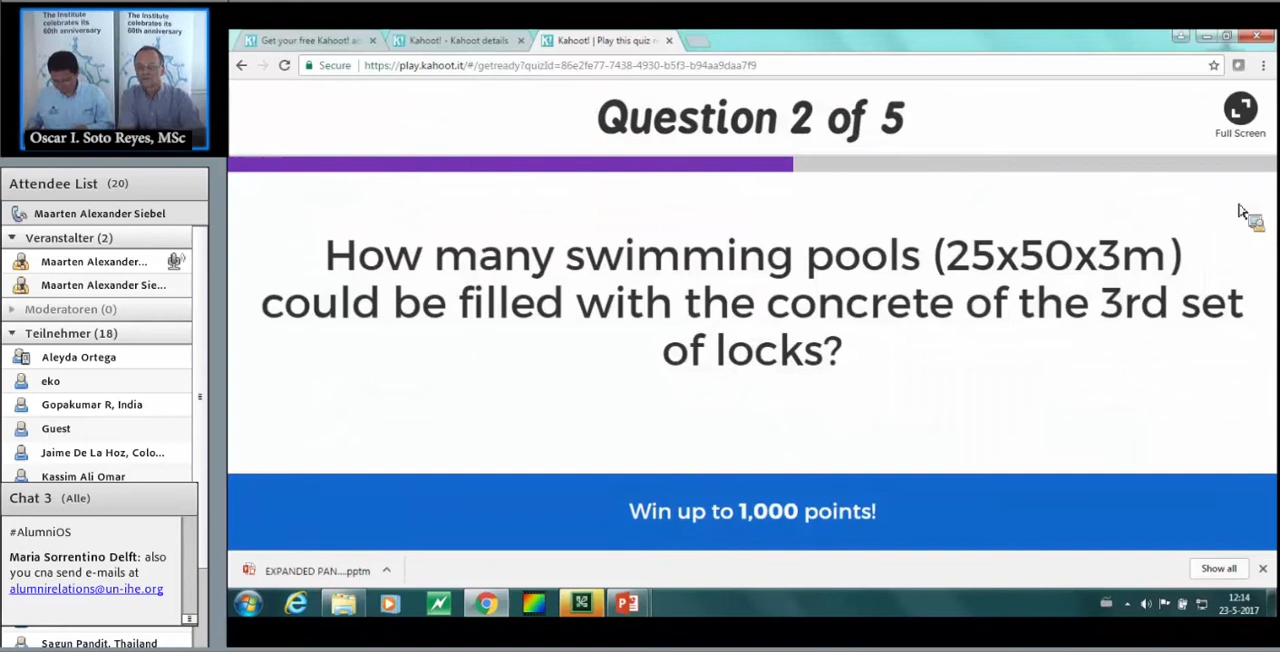 The Institute
celebrates its
60th anniversary
The Institute
celebrates its
60th anniversary
Oscar I. Soto Reyes, MSc
Attendee List (20)
Maarten Alexander Siebel
Veranstalter (2)
Maarten Alexander...
Maarten Alexander Sie...
Moderatoren (0)
Teilnehmer (18)
Aleyda Ortega
eko
Gopakumar R, India
Guest
Jaime De La Hoz, Colo...
Kassim Ali Omar
Chat 3 (Alle)
#AlumniOS
Maria Sorrentino Delft: also
you cna send e-mails at
alumnirelations@un-ihe.org
Sagun Pandit, Thailand
Get your free Kahoot! ac
Kahoot! - Kahoot details
Kahoot! | Play this quiz n
Secure https://play.kahoot.it/#/getready?quizId=86e2fe77-7438-4930-b5f3-b94aa9daa7f9
Question 2 of 5
Full Screen
How many swimming pools (25x50x3m)
could be filled with the concrete of the 3rd set
of locks?
Win up to 1,000 points!
EXPANDED PAN....pptm
Show all
12:14
23-5-2017